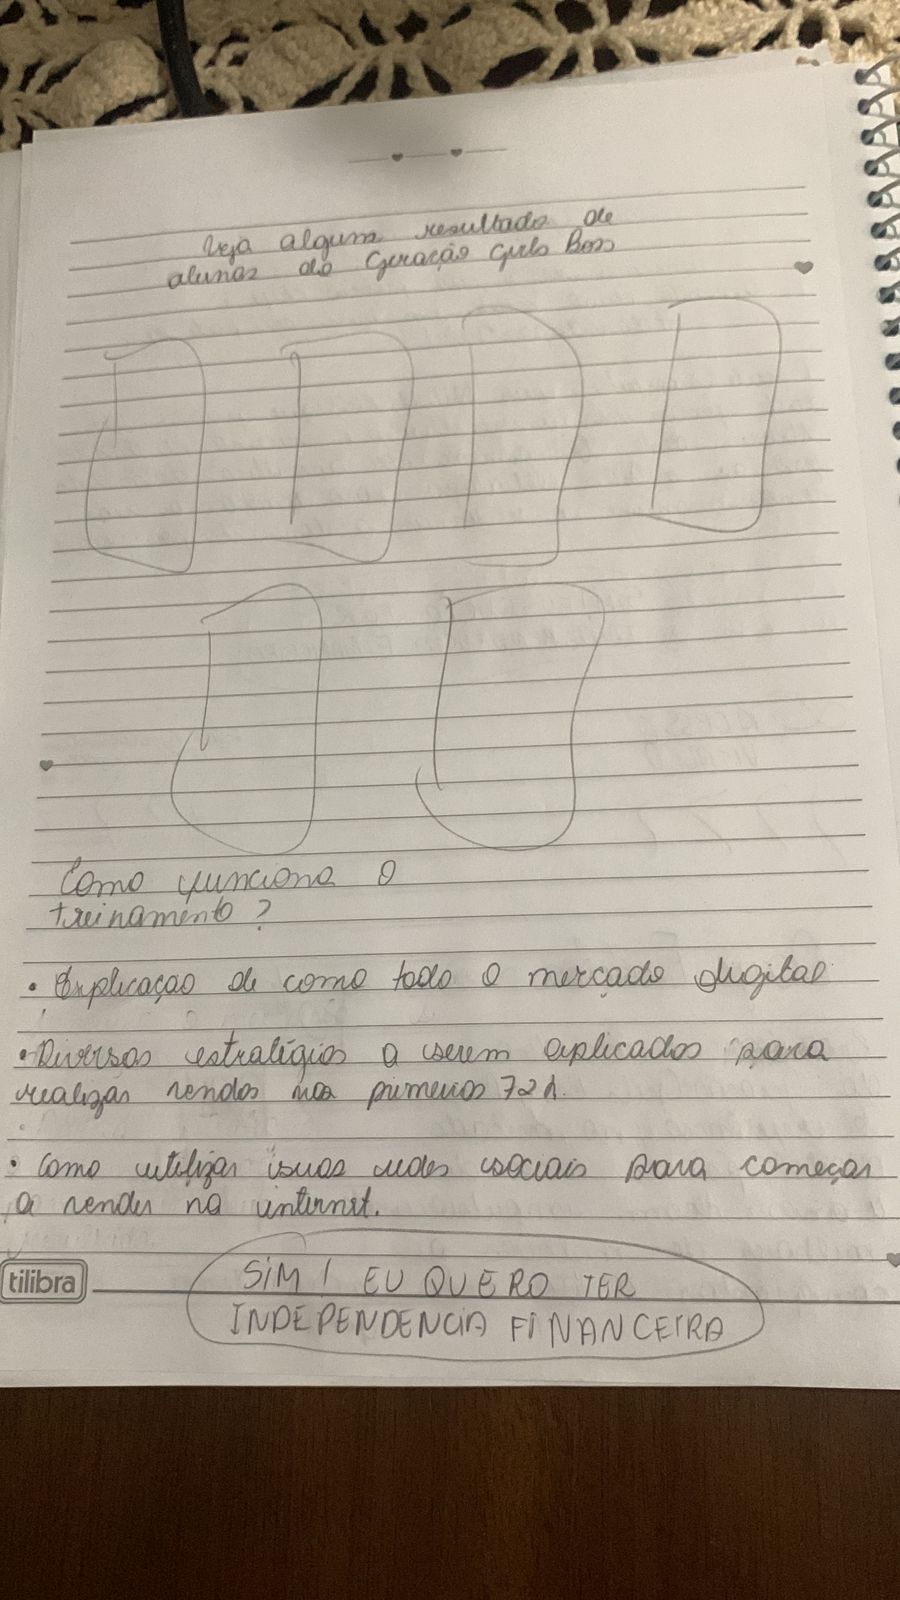 Veja algum resultado de
alunas do Geração Girls Boss
Como funciona o
treinamento?
• Explicação de como todo o mercado digital
• Diversas estratégias a serem aplicadas para
realizar vendas nas primeiras 72h.
• Como utilizar suas redes sociais para começar
a vender na internet.
tilibra
SIM! EU QUERO TER
INDEPENDENCIA FINANCEIRA